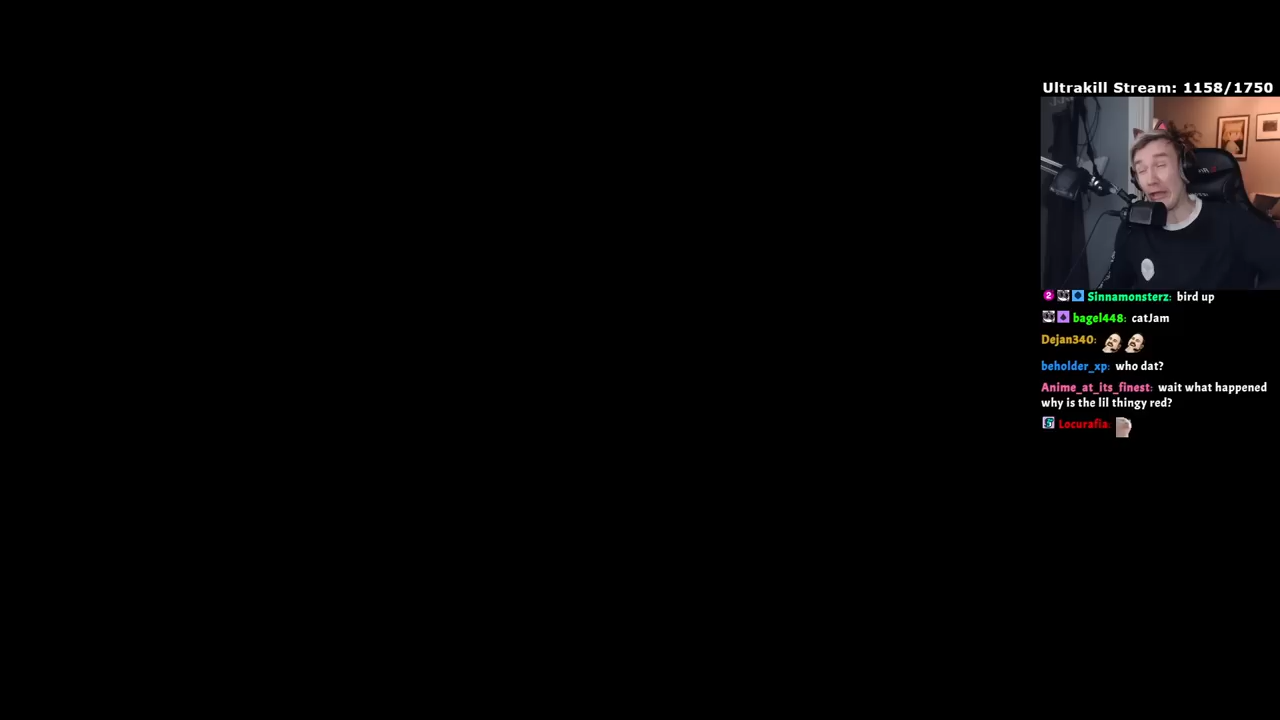 Ultrakill Stream: 1158/1750
2 Sinnamonsterz: bird up
bagel448: catJam
Dejan340:
beholder_xp: who dat?
Anime_at_its_finest: wait what happened
why is the lil thingy red?
Locurafia: